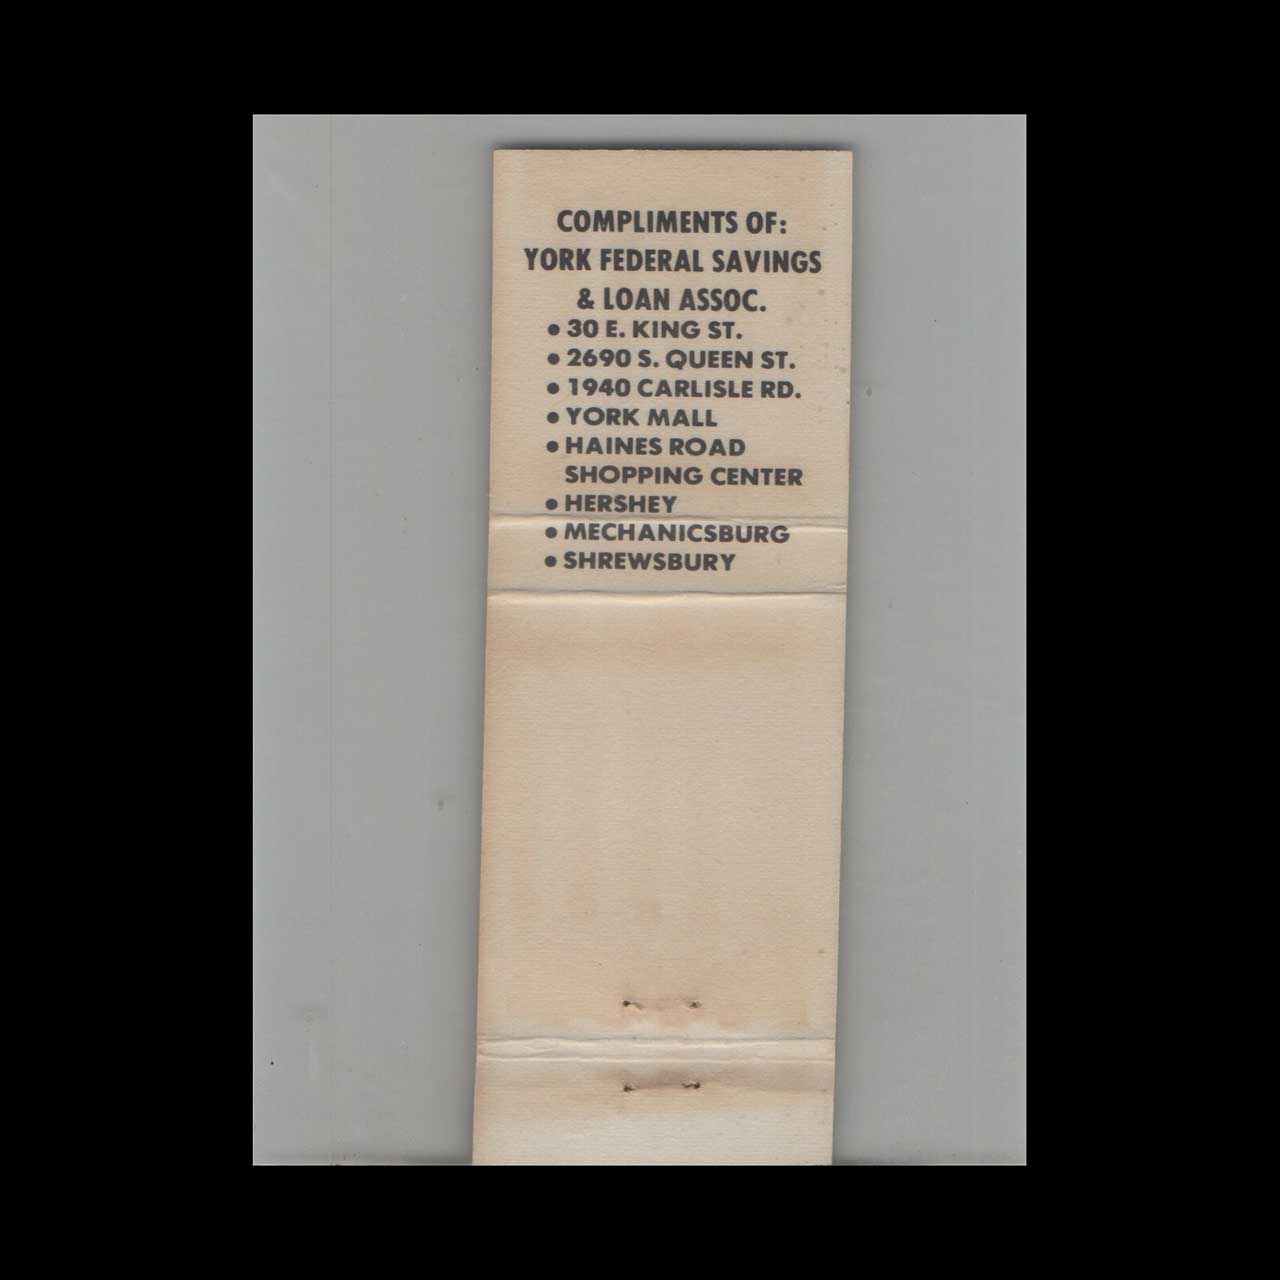 COMPLIMENTS OF:
YORK FEDERAL SAVINGS
& LOAN ASSOC.
• 30 E. KING ST.
• 2690 S. QUEEN ST.
• 1940 CARLISLE RD.
• YORK MALL
• HAINES ROAD
SHOPPING CENTER
• HERSHEY
• MECHANICSBURG
• SHREWSBURY